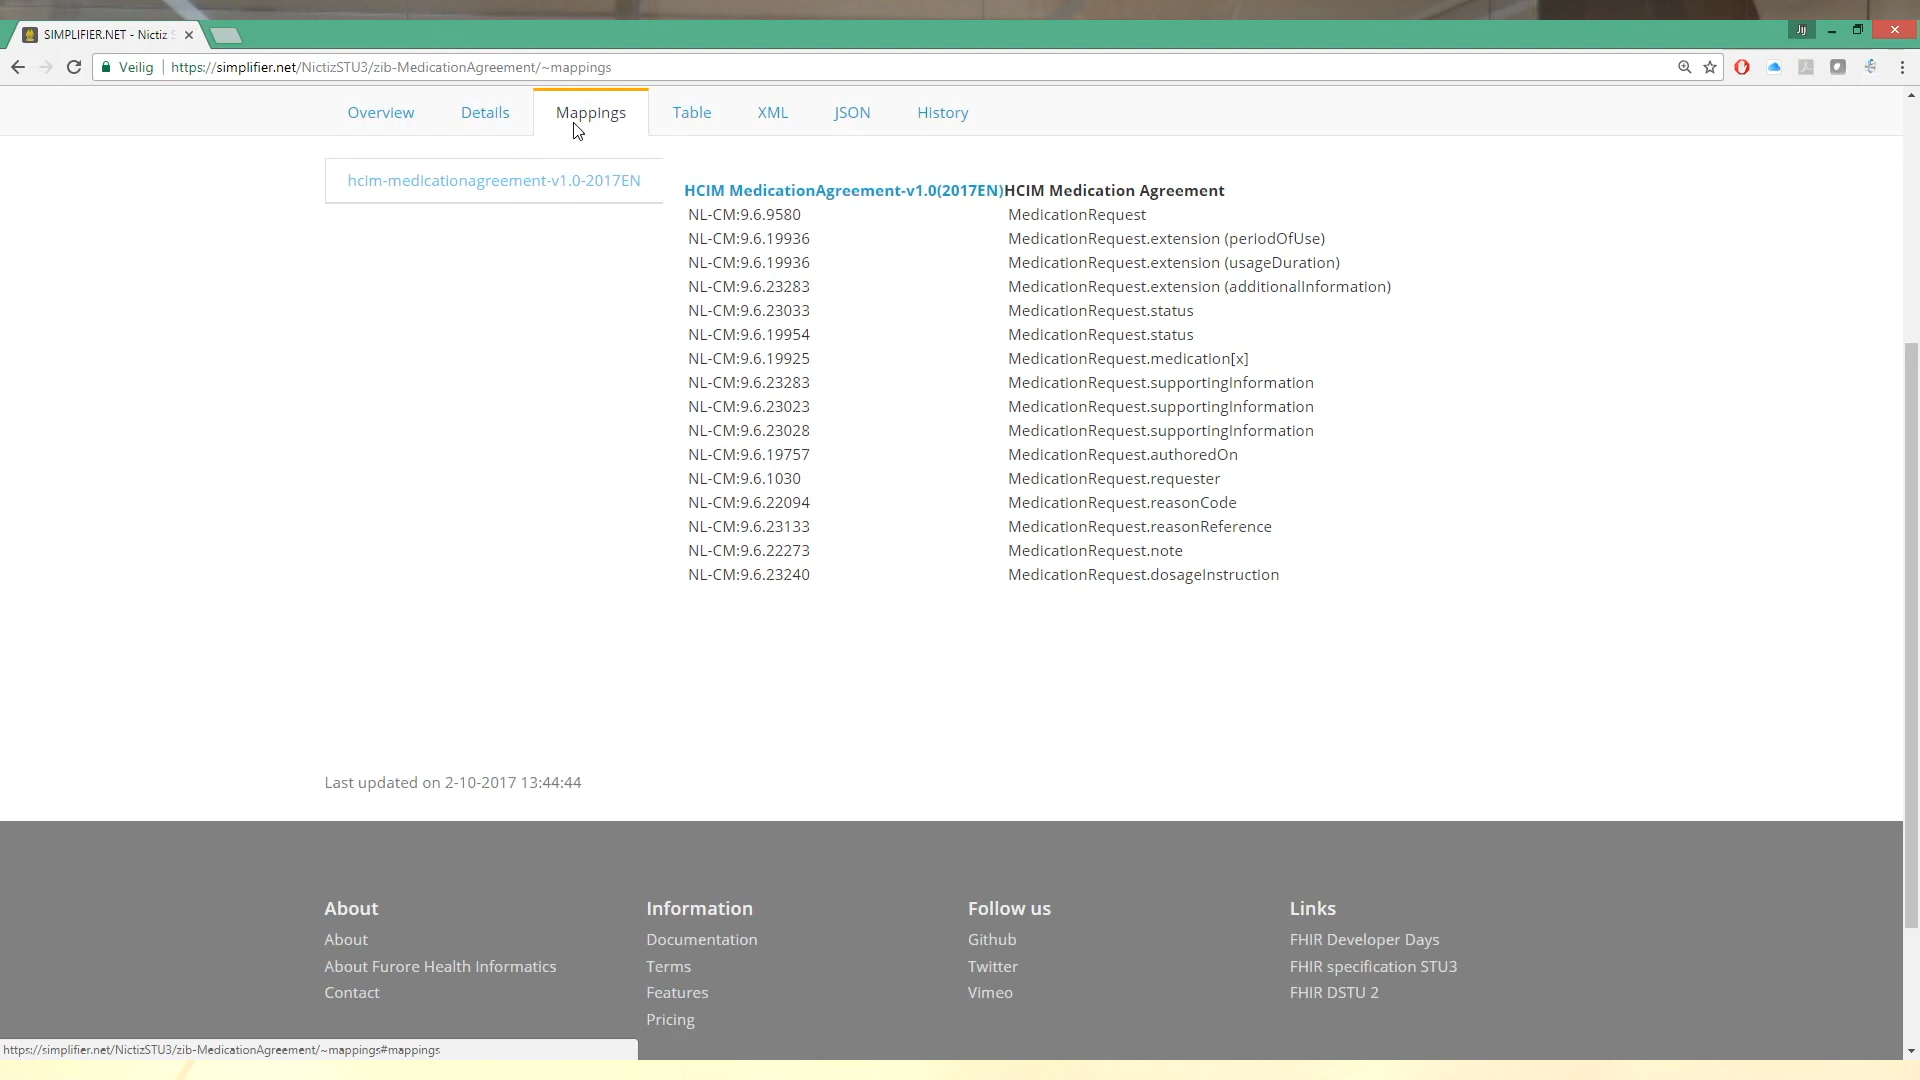 SIMPLIFIER.NET - Nictiz S
Jij
Veilig
https://simplifier.net/NictizSTU3/zib-MedicationAgreement/~mappings
Overview
Details
Mappings
Table
XML
JSON
History
hcim-medicationagreement-v1.0-2017EN
HCIM MedicationAgreement-v1.0(2017EN) HCIM Medication Agreement
NL-CM:9.6.9580 MedicationRequest
NL-CM:9.6.19936 MedicationRequest.extension (periodOfUse)
NL-CM:9.6.19936 MedicationRequest.extension (usageDuration)
NL-CM:9.6.23283 MedicationRequest.extension (additionalInformation)
NL-CM:9.6.23033 MedicationRequest.status
NL-CM:9.6.19954 MedicationRequest.status
NL-CM:9.6.19925 MedicationRequest.medication[x]
NL-CM:9.6.23283 MedicationRequest.supportingInformation
NL-CM:9.6.23023 MedicationRequest.supportingInformation
NL-CM:9.6.23028 MedicationRequest.supportingInformation
NL-CM:9.6.19757 MedicationRequest.authoredOn
NL-CM:9.6.1030 MedicationRequest.requester
NL-CM:9.6.22094 MedicationRequest.reasonCode
NL-CM:9.6.23133 MedicationRequest.reasonReference
NL-CM:9.6.22273 MedicationRequest.note
NL-CM:9.6.23240 MedicationRequest.dosageInstruction
Last updated on 2-10-2017 13:44:44
About
About
About Furore Health Informatics
Contact
Information
Documentation
Terms
Features
Pricing
Follow us
Github
Twitter
Vimeo
Links
FHIR Developer Days
FHIR specification STU3
FHIR DSTU 2
https://simplifier.net/NictizSTU3/zib-MedicationAgreement/~mappings#mappings